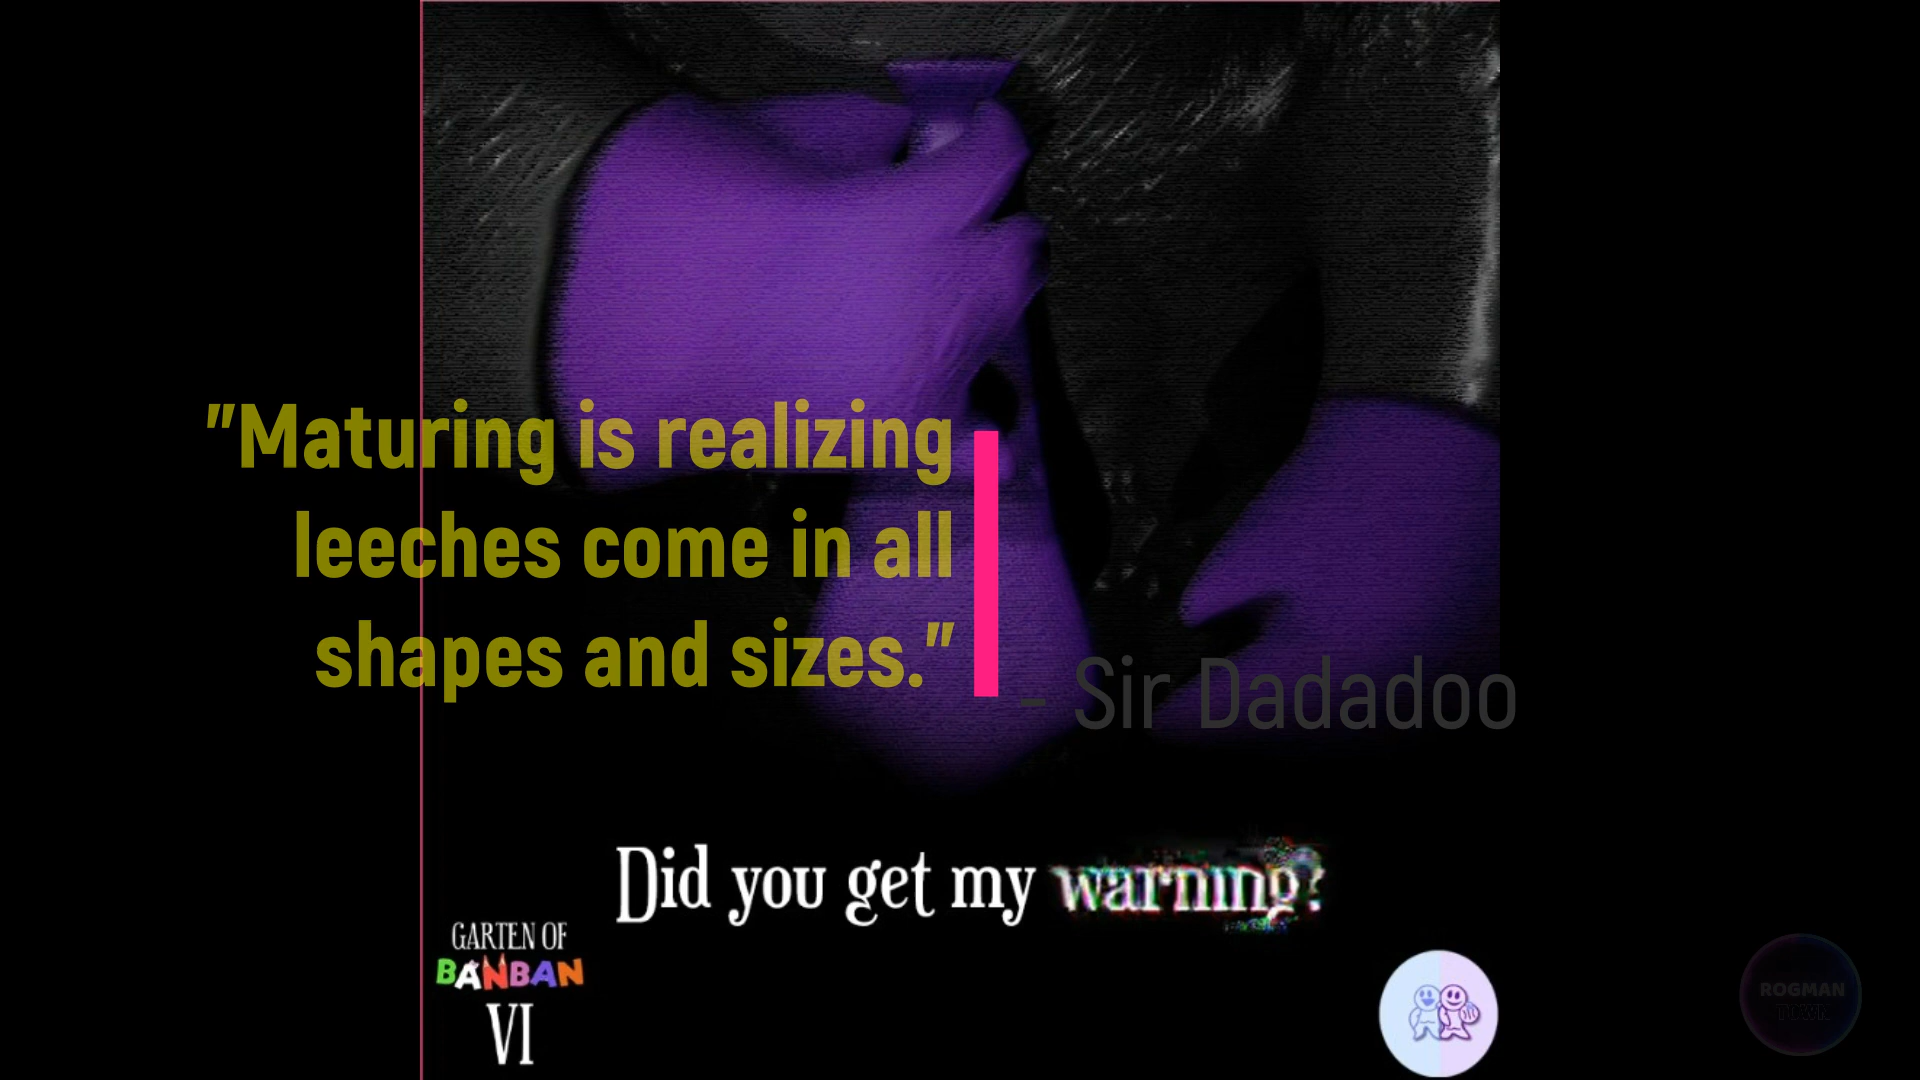 "Maturing is realizing
leeches come in all
shapes and sizes."
- Sir Dadadoo
Did you get my warning?
GARTEN OF
BANBAN
VI
ROGMAN
TOWN